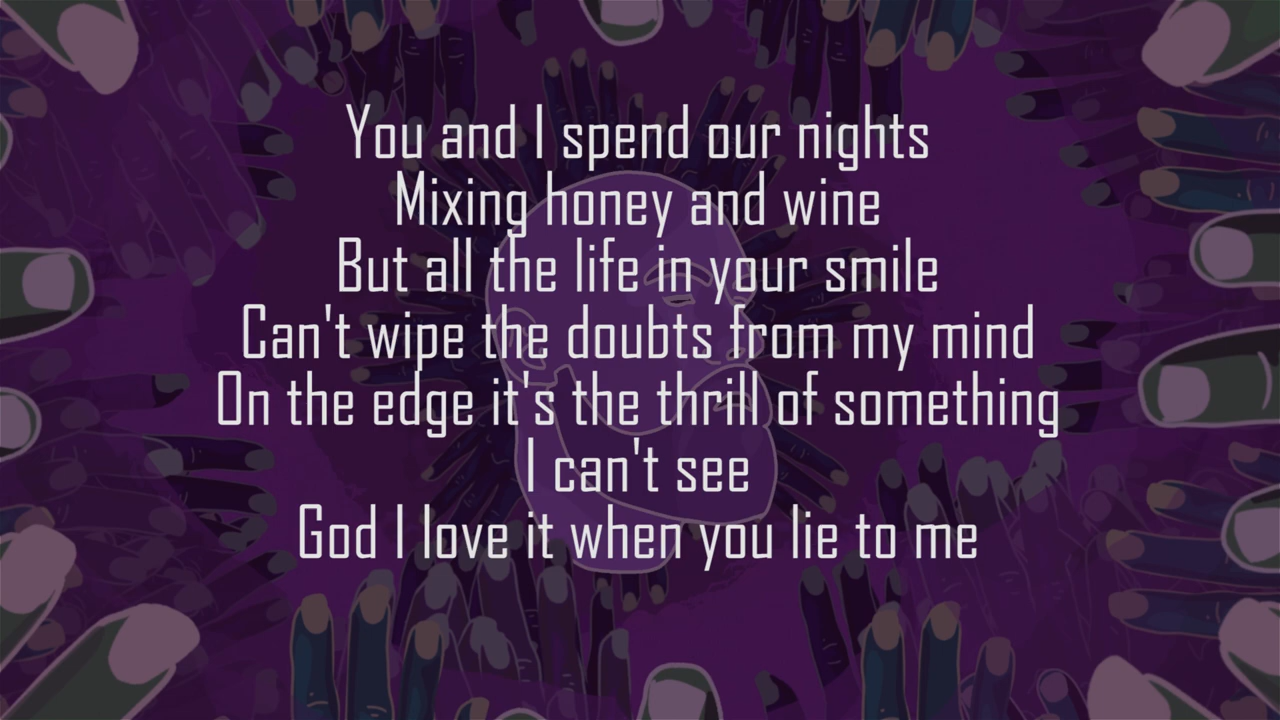 You and I spend our nights
Mixing honey and wine
But all the life in your smile
Can't wipe the doubts from my mind
On the edge it's the thrill of something
I can't see
God I love it when you lie to me